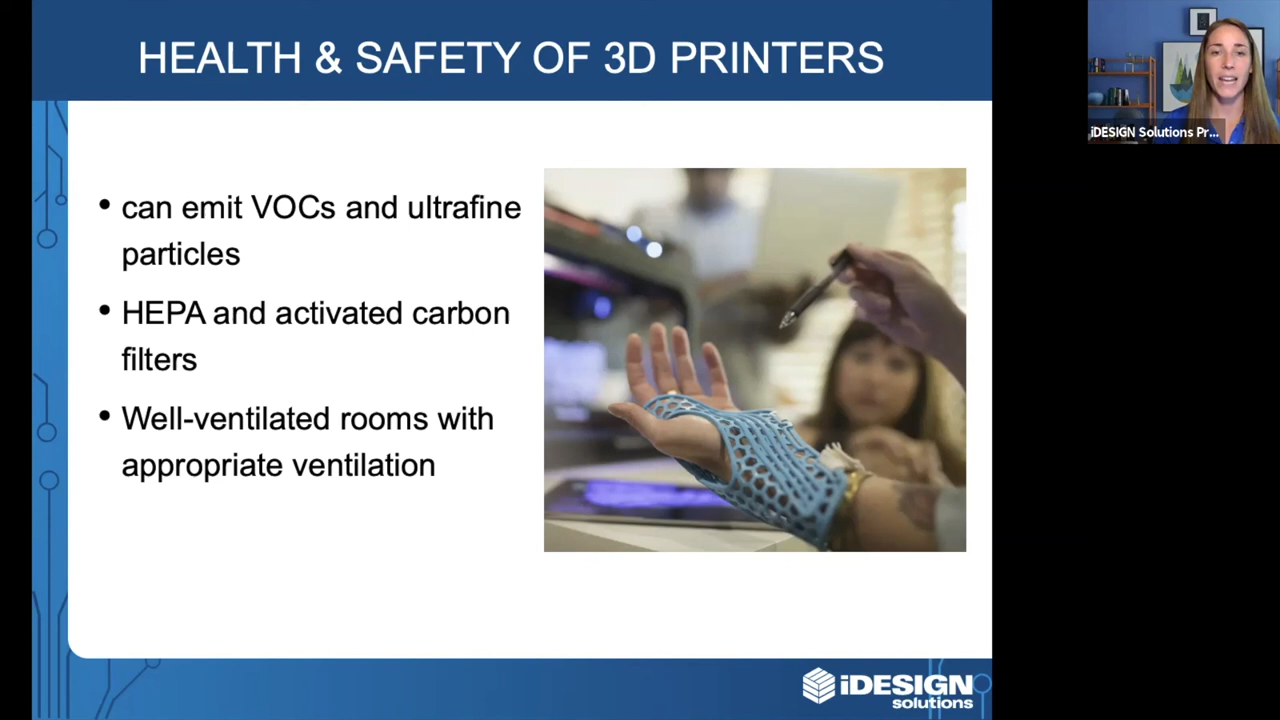 HEALTH & SAFETY OF 3D PRINTERS
iDESIGN Solutions Pr...
• can emit VOCs and ultrafine
particles
• HEPA and activated carbon
filters
• Well-ventilated rooms with
appropriate ventilation
iDESIGN
solutions